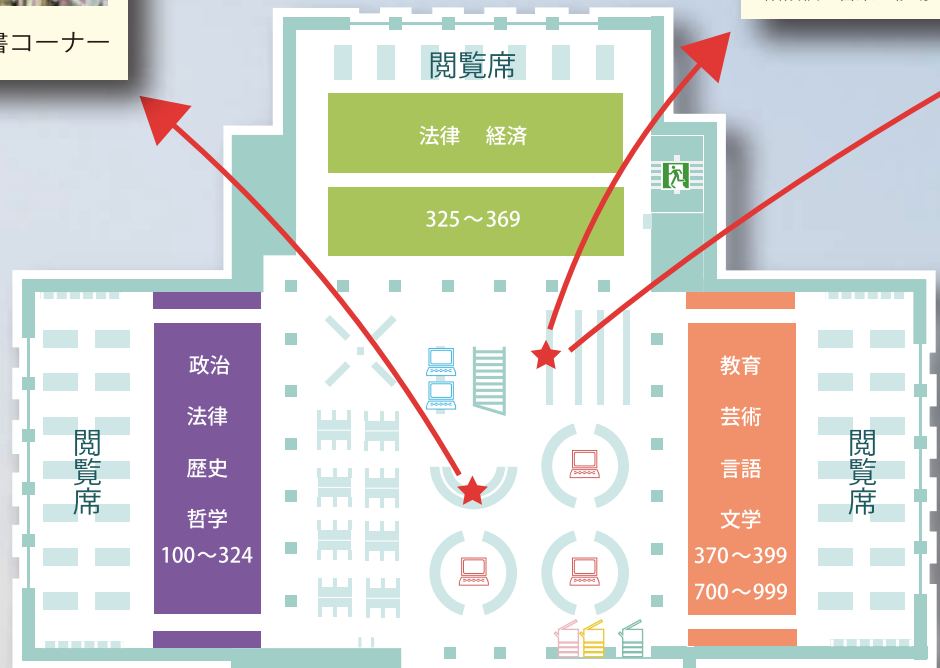 書コーナー
閲覧席
法律 経済
325～369
政治
法律
歴史
哲学
100～324
閲覧席
教育
芸術
言語
文学
370～399
700～999
閲覧席